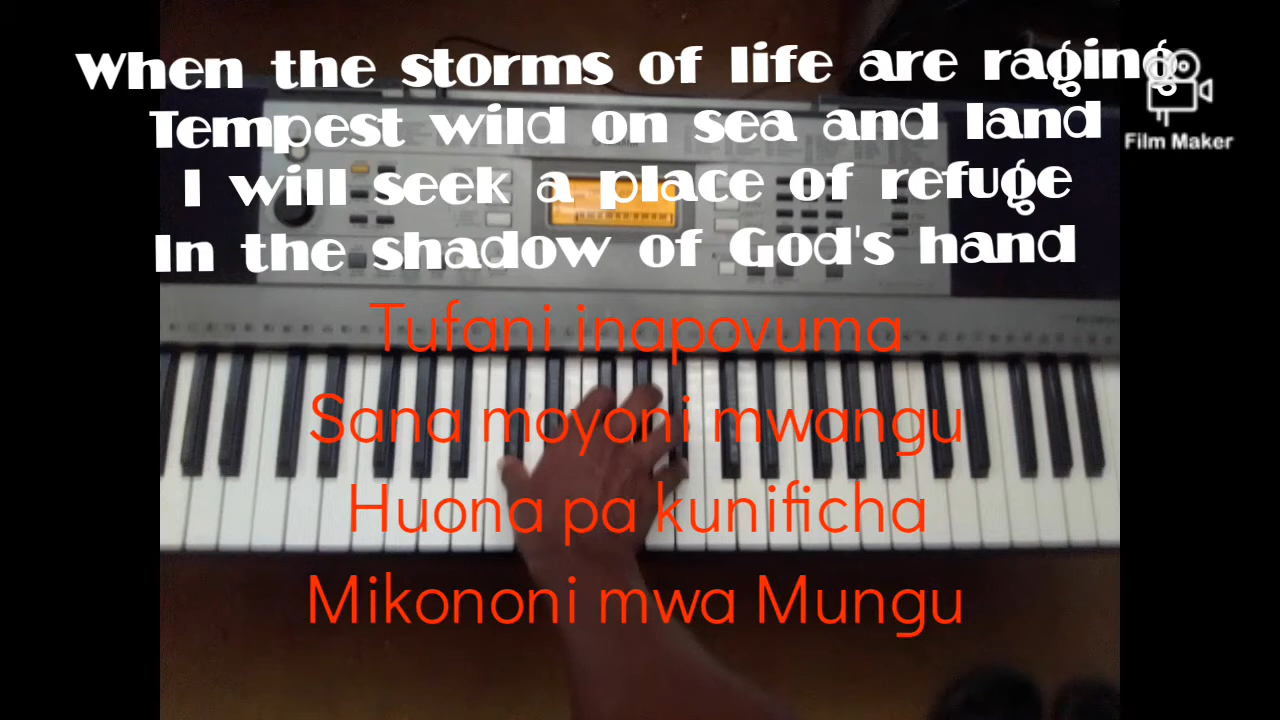 When the storms of life are raging
Film Maker
Tempest wild on sea and land
I will seek a place of refuge
In the shadow of God's hand
Tufani inapovuma
Sana moyoni mwangu
Huona pa kunificha
Mikononi mwa Mungu